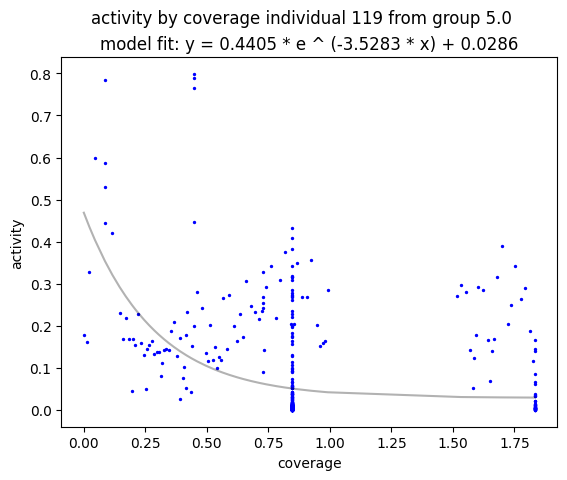 activity by coverage individual 119 from group 5.0
model fit: y = 0.4405 * e ^ (-3.5283 * x) + 0.0286
0.8
0.7
0.6
0.5
0.4
0.3
0.2
0.1
0.0
activity
0.00 0.25 0.50 0.75 1.00 1.25 1.50 1.75
coverage